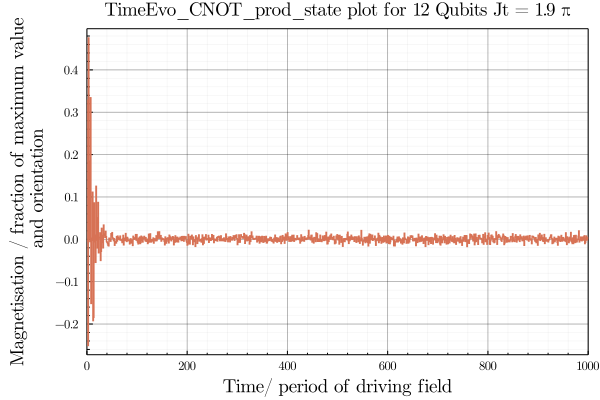 TimeEvo_CNOT_prod_state plot for 12 Qubits Jt = 1.9 π
Magnetisation / fraction of maximum value
and orientation
0.4
0.3
0.2
0.1
0.0
−0.1
−0.2
0 200 400 600 800 1000
Time/ period of driving field